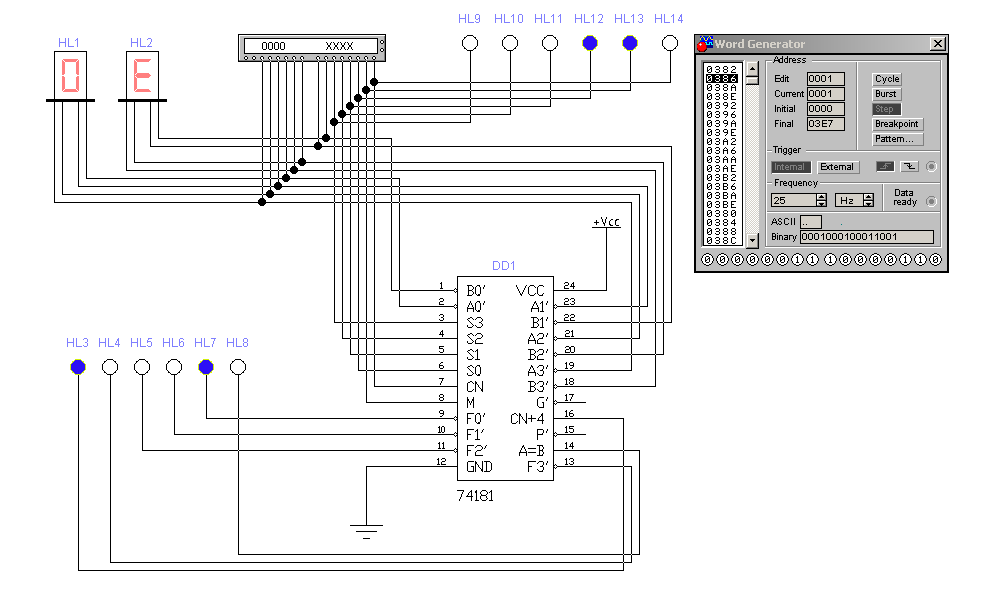 HL9 HL10 HL11 HL12 HL13 HL14
HL1 HL2
0 E
0000 XXXX
Word Generator
0382
0386
038A
038E
0392
0396
039A
039E
03A2
03A6
03AA
03AE
03B2
03B6
03BA
03BE
0380
0384
0388
038C
Address
Edit 0001
Current 0001
Initial 0000
Final 03E7
Cycle
Burst
Step
Breakpoint
Pattern...
Trigger
Internal External
Frequency
25 Hz
Data
ready
ASCII ..
Binary 0001000100011001
0 0 0 0 0 0 1 1 1 0 0 0 0 1 1 0
+Vcc
DD1
1 B0' VCC 24
2 A0' A1' 23
3 S3 B1' 22
4 S2 A2' 21
5 S1 B2' 20
6 S0 A3' 19
7 CN B3' 18
8 M G' 17
9 F0' CN+4 16
10 F1' P' 15
11 F2' A=B 14
12 GND F3' 13
74181
HL3 HL4 HL5 HL6 HL7 HL8